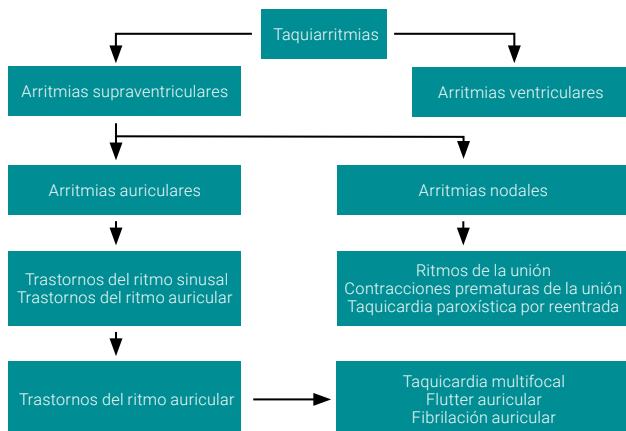 Taquiarritmias
Arritmias supraventriculares
Arritmias ventriculares
Arritmias auriculares
Arritmias nodales
Trastornos del ritmo sinusal
Trastornos del ritmo auricular
Ritmos de la unión
Contracciones prematuras de la unión
Taquicardia paroxística por reentrada
Trastornos del ritmo auricular
Taquicardia multifocal
Flutter auricular
Fibrilación auricular